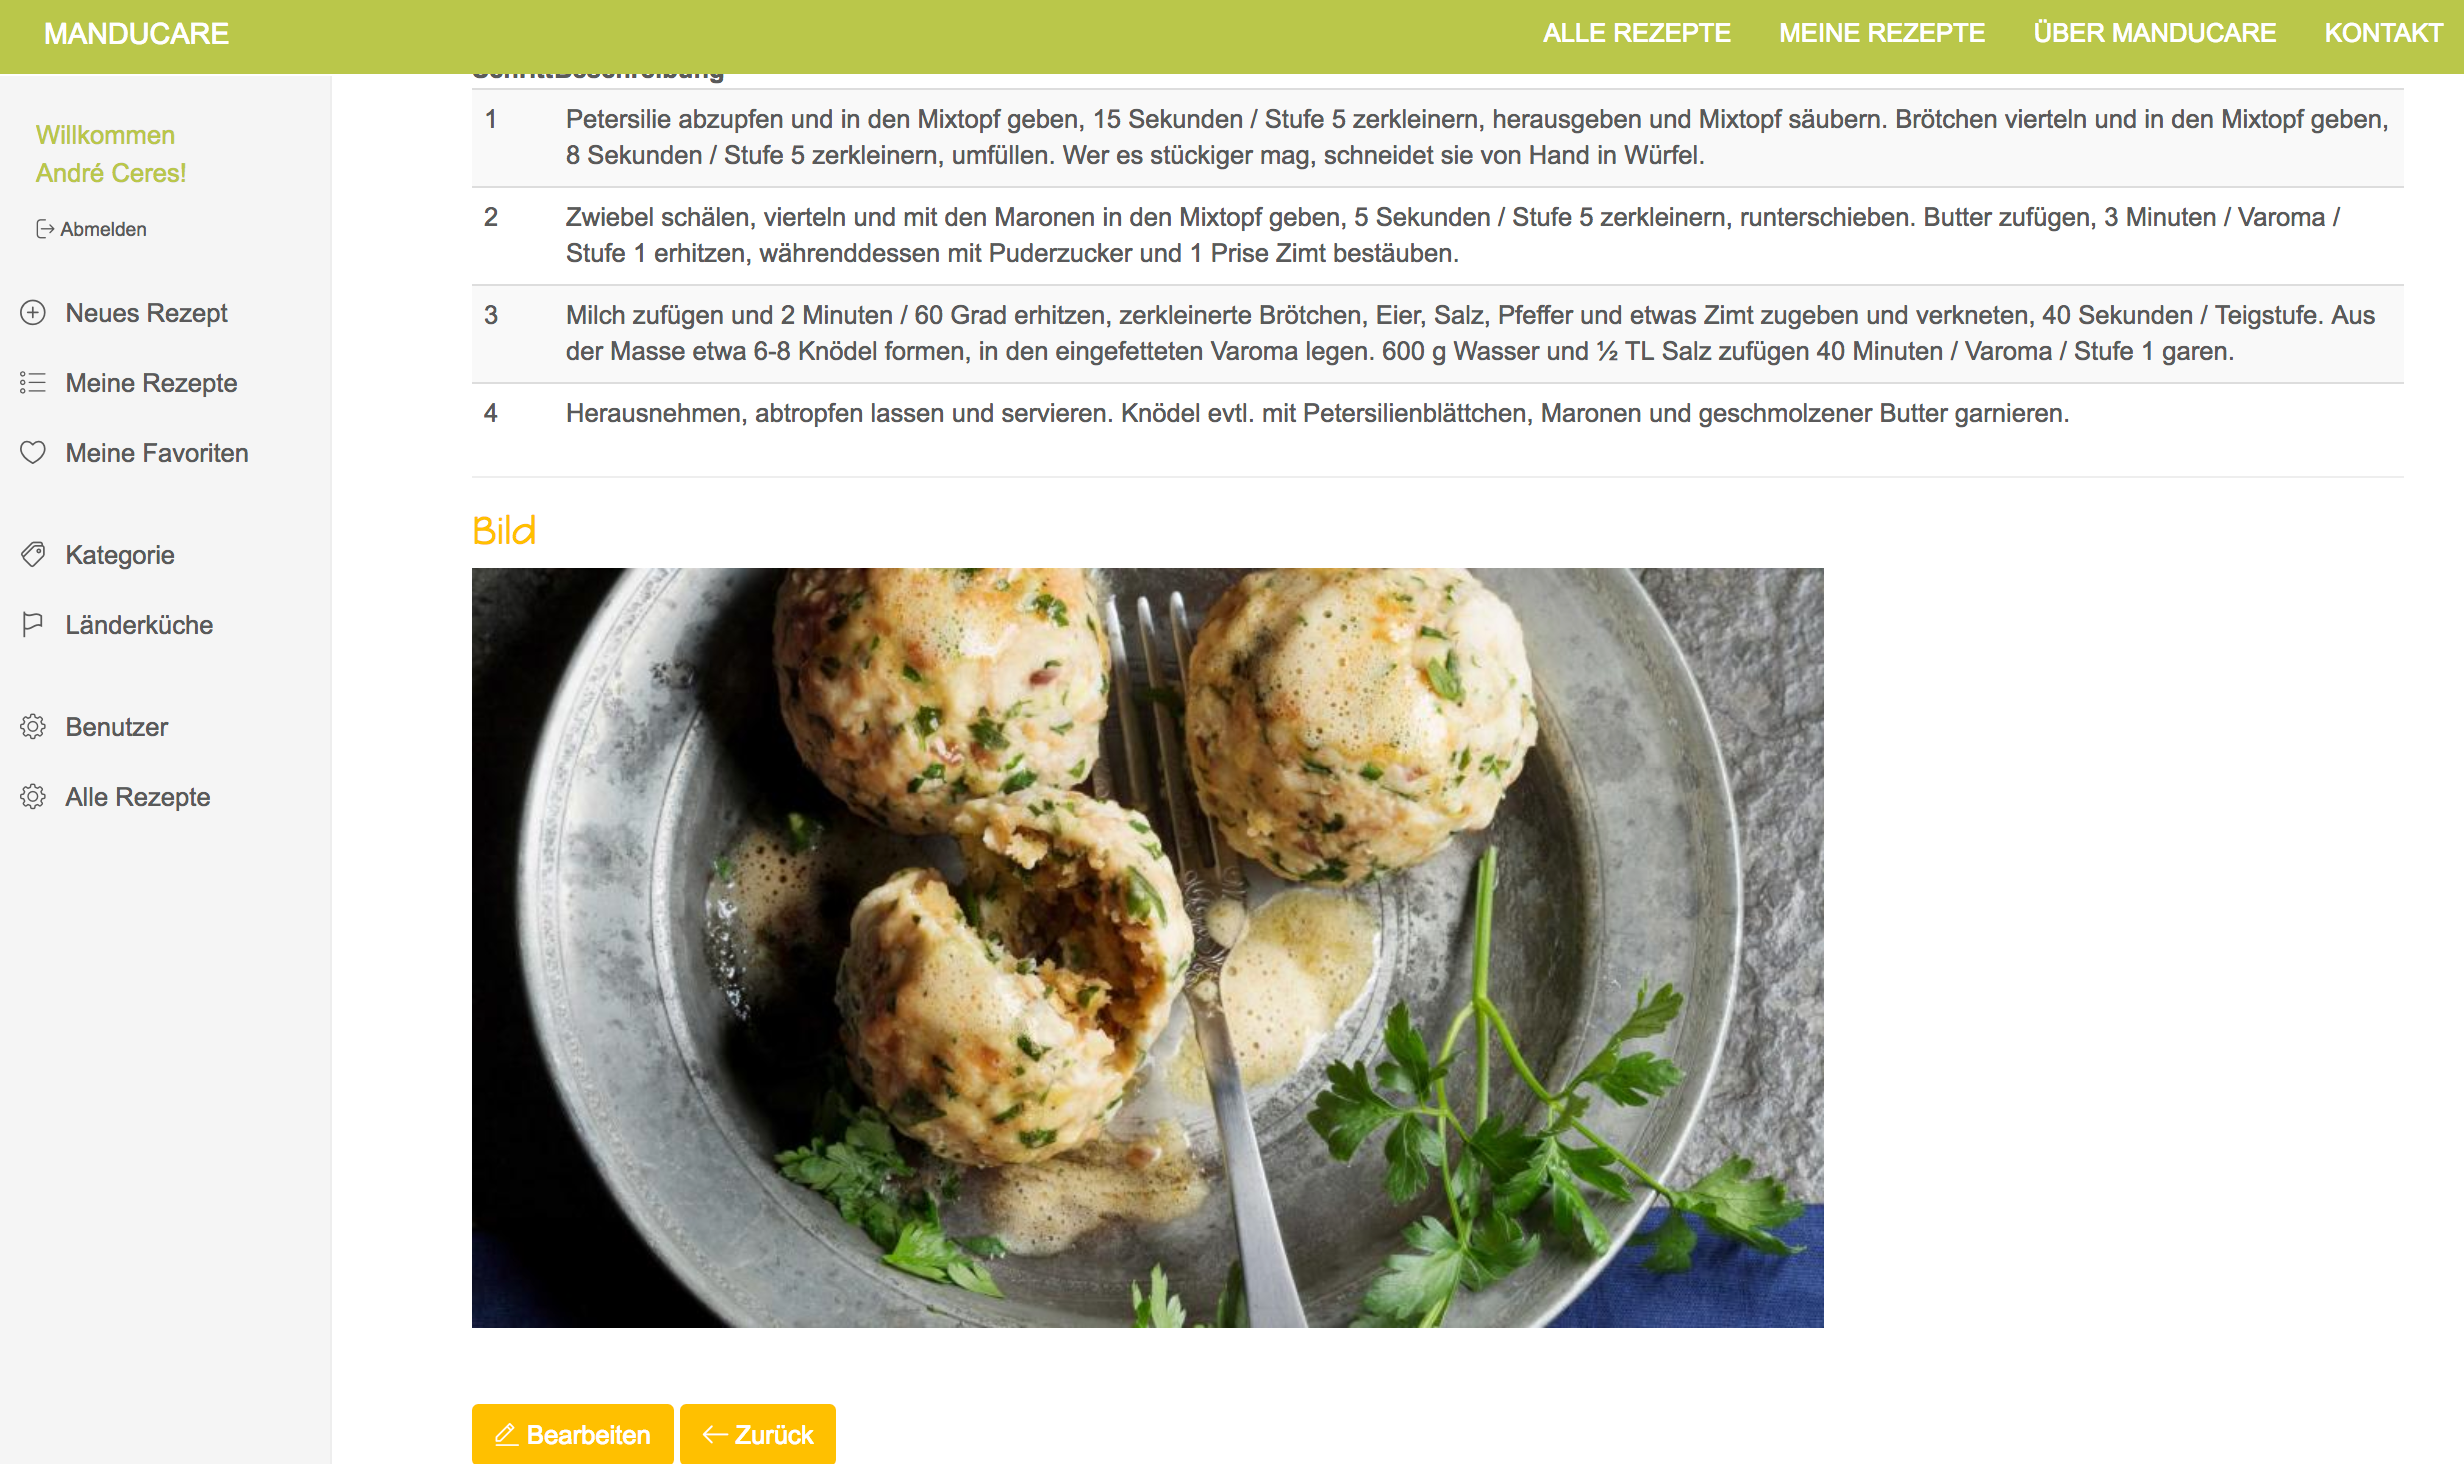 MANDUCARE
ALLE REZEPTE MEINE REZEPTE ÜBER MANDUCARE KONTAKT
Willkommen
André Ceres!
Abmelden
Neues Rezept
Meine Rezepte
Meine Favoriten
Kategorie
Länderküche
Benutzer
Alle Rezepte
Schritt Beschreibung
1 Petersilie abzupfen und in den Mixtopf geben, 15 Sekunden / Stufe 5 zerkleinern, herausgeben und Mixtopf säubern. Brötchen vierteln und in den Mixtopf geben,
8 Sekunden / Stufe 5 zerkleinern, umfüllen. Wer es stückiger mag, schneidet sie von Hand in Würfel.
2 Zwiebel schälen, vierteln und mit den Maronen in den Mixtopf geben, 5 Sekunden / Stufe 5 zerkleinern, runterschieben. Butter zufügen, 3 Minuten / Varoma /
Stufe 1 erhitzen, währenddessen mit Puderzucker und 1 Prise Zimt bestäuben.
3 Milch zufügen und 2 Minuten / 60 Grad erhitzen, zerkleinerte Brötchen, Eier, Salz, Pfeffer und etwas Zimt zugeben und verkneten, 40 Sekunden / Teigstufe. Aus
der Masse etwa 6-8 Knödel formen, in den eingefetteten Varoma legen. 600 g Wasser und ½ TL Salz zufügen 40 Minuten / Varoma / Stufe 1 garen.
4 Herausnehmen, abtropfen lassen und servieren. Knödel evtl. mit Petersilienblättchen, Maronen und geschmolzener Butter garnieren.
Bild
Bearbeiten Zurück